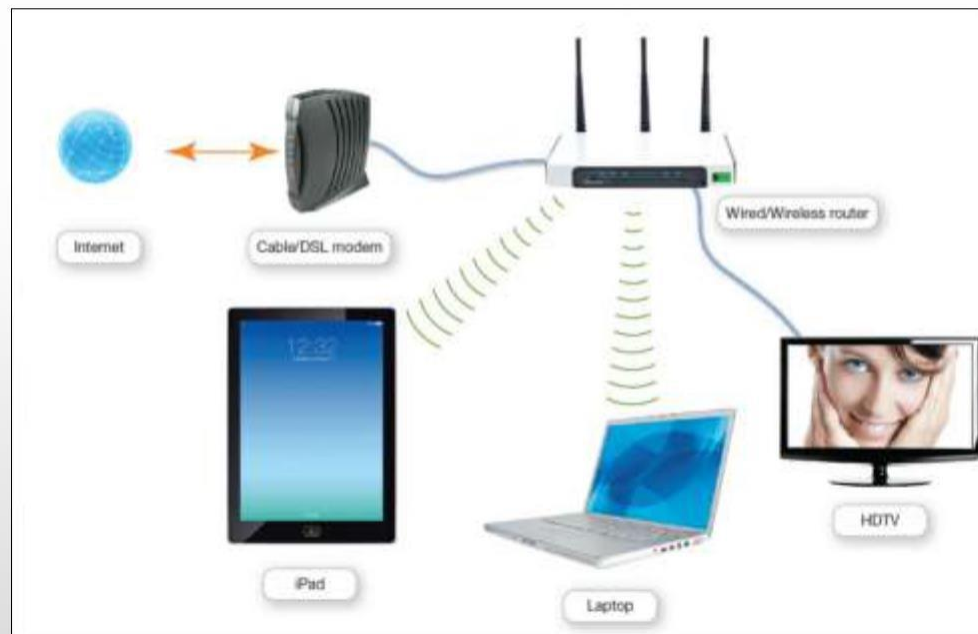 Internet
Cable/DSL modem
Wired/Wireless router
12:32
iPad
Laptop
HDTV